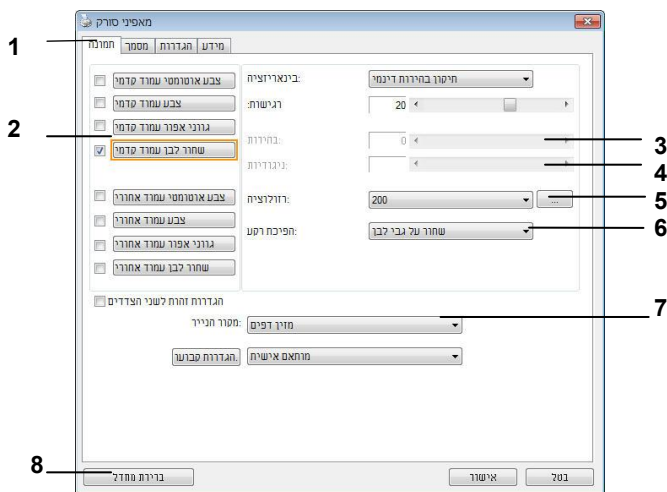 מאפיני סורק
1
תמונה מסמך הגדרות מידע
2
צבע אוטומטי עמוד קדמי
צבע עמוד קדמי
גווני אפור עמוד קדמי
שחור לבן עמוד קדמי
צבע אוטומטי עמוד אחורי
צבע עמוד אחורי
גווני אפור עמוד אחורי
שחור לבן עמוד אחורי
בינאריזציה: תיקון בהירות דינמי
רגישות: 20
בהירות: 0
3
ניגודיות:
4
רזולוציה: 200 ...
5
הפיכת רקע: שחור על גבי לבן
6
הגדרות זהות לשני הצדדים
מקור הנייר: מזין דפים
7
הגדרות קבוער. מותאם אישית
8
ברירת מחדל אישור בטל